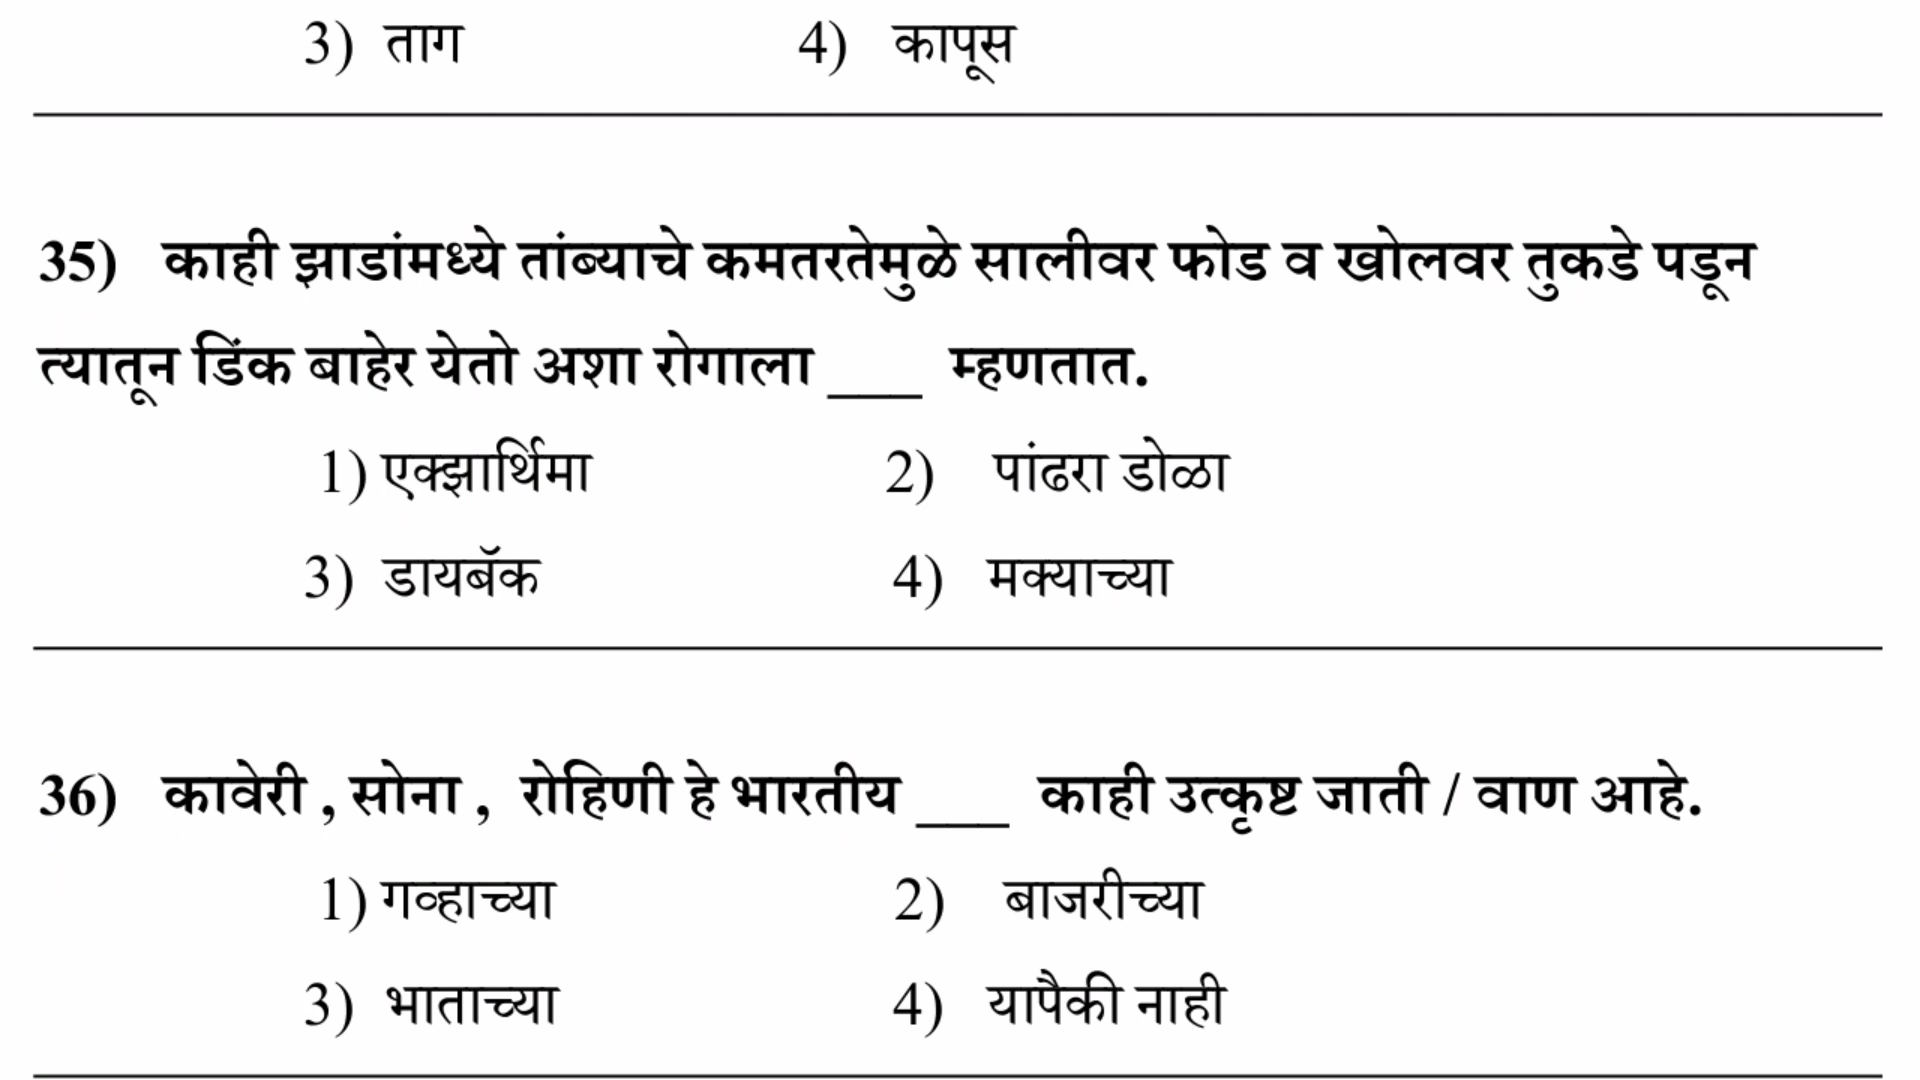 3) ताग 4) कापूस
35) काही झाडांमध्ये तांब्याचे कमतरतेमुळे सालीवर फोड व खोलवर तुकडे पडून
त्यातून डिंक बाहेर येतो अशा रोगाला ___ म्हणतात.
1) एक्झार्थिमा 2) पांढरा डोळा
3) डायबॅक 4) मक्याच्या
36) कावेरी , सोना , रोहिणी हे भारतीय ___ काही उत्कृष्ट जाती / वाण आहे.
1) गव्हाच्या 2) बाजरीच्या
3) भाताच्या 4) यापैकी नाही